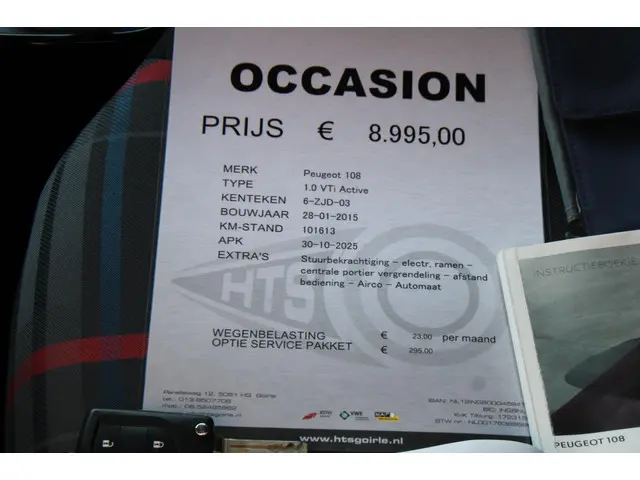 OCCASION
PRIJS € 8.995,00
MERK Peugeot 108
TYPE 1.0 VTi Active
KENTEKEN 6-ZJD-03
BOUWJAAR 28-01-2015
KM-STAND 101613
APK 30-10-2025
EXTRA'S Stuurbekrachtiging - electr. ramen -
centrale portier vergrendeling - afstand
bediening - Airco - Automaat
HTS
WEGENBELASTING € 23,00 per maand
OPTIE SERVICE PAKKET € 295,00
INSTRUCTIEBOEKJE
VWE
www.htsgoirle.nl
PEUGEOT 108